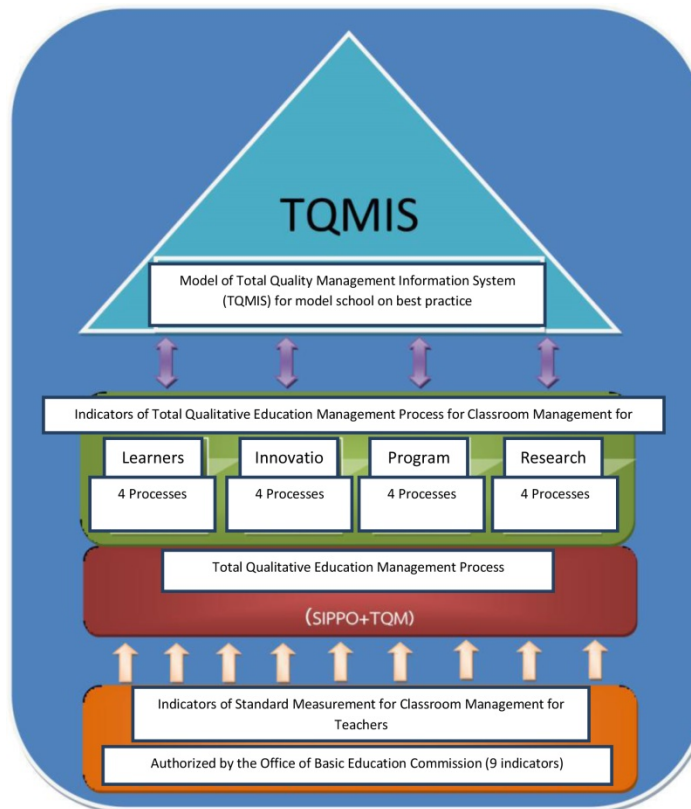 TQMIS
Model of Total Quality Management Information System
(TQMIS) for model school on best practice
Indicators of Total Qualitative Education Management Process for Classroom Management for
Learners
Innovatio
Program
Research
4 Processes
4 Processes
4 Processes
4 Processes
Total Qualitative Education Management Process
(SIPPO+TQM)
Indicators of Standard Measurement for Classroom Management for
Teachers
Authorized by the Office of Basic Education Commission (9 indicators)